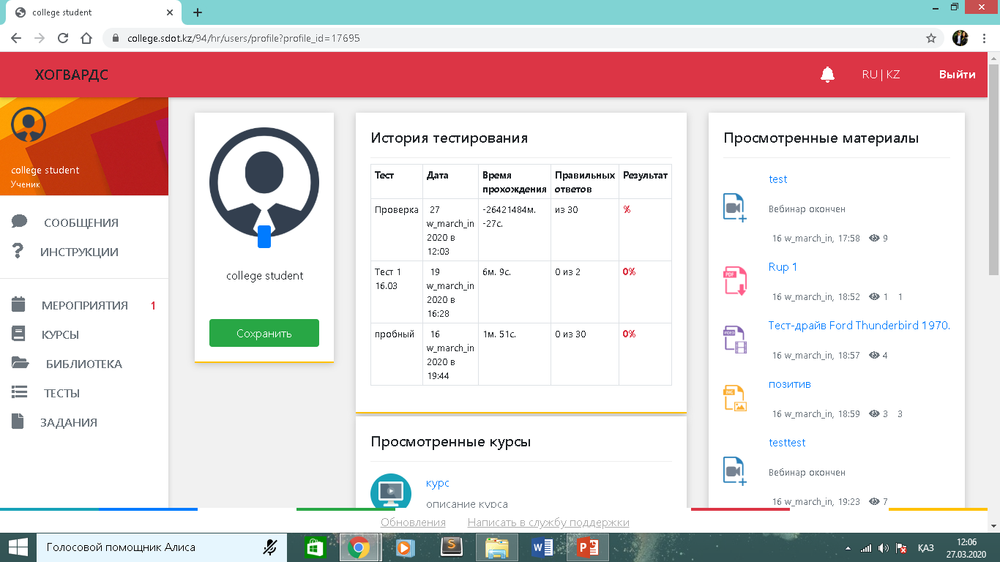 college student
college.sdot.kz/94/hr/users/profile?profile_id=17695
ХОГВАРДС
RU | KZ
Выйти
college student
Ученик
СООБЩЕНИЯ
ИНСТРУКЦИИ
МЕРОПРИЯТИЯ 1
КУРСЫ
БИБЛИОТЕКА
ТЕСТЫ
ЗАДАНИЯ
college student
Сохранить
История тестирования
Тест Дата Время прохождения Правильных ответов Результат
Проверка 27 w_march_in 2020 в 12:03 -26421484м. -27с. из 30 %
Тест 1 16.03 19 w_march_in 2020 в 16:28 6м. 9с. 0 из 2 0%
пробный 16 w_march_in 2020 в 19:44 1м. 51с. 0 из 30 0%
Просмотренные курсы
курс
описание курса
Просмотренные материалы
test
Вебинар окончен
16 w_march_in, 17:58 9
PDF
Rup 1
16 w_march_in, 18:52 1 1
VIDEO
Тест-драйв Ford Thunderbird 1970.
16 w_march_in, 18:57 4
IMG
позитив
16 w_march_in, 18:59 3 3
testtest
Вебинар окончен
16 w_march_in, 19:23 7
Обновления
Написать в службу поддержки
Голосовой помощник Алиса
ҚАЗ
12:06
27.03.2020